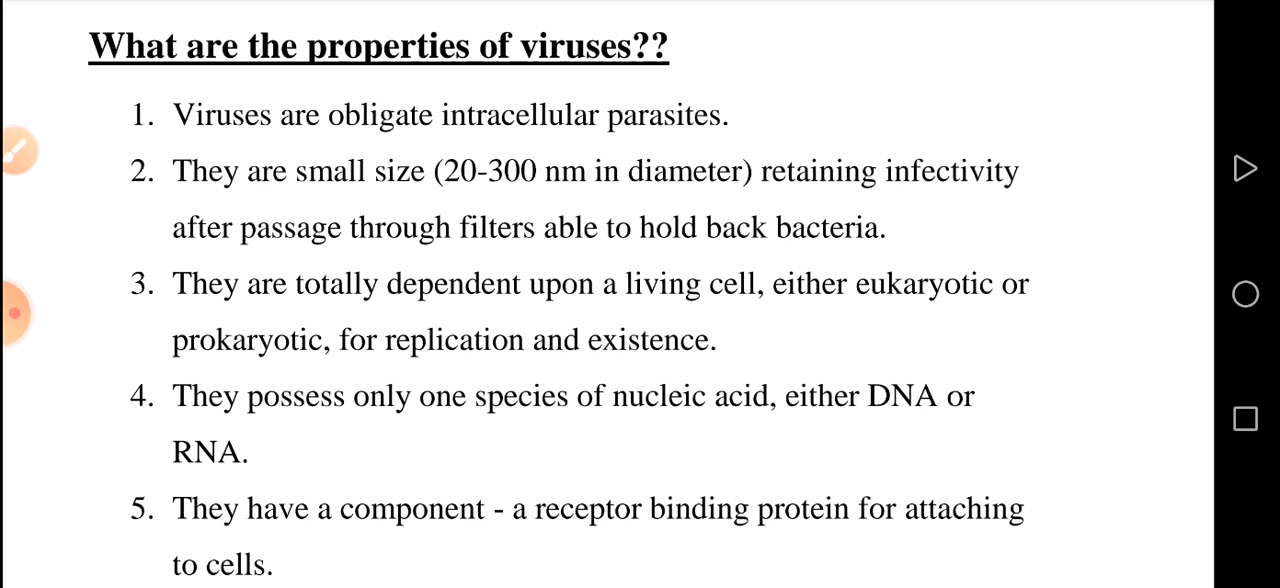 What are the properties of viruses??
1. Viruses are obligate intracellular parasites.
2. They are small size (20-300 nm in diameter) retaining infectivity
after passage through filters able to hold back bacteria.
3. They are totally dependent upon a living cell, either eukaryotic or
prokaryotic, for replication and existence.
4. They possess only one species of nucleic acid, either DNA or
RNA.
5. They have a component - a receptor binding protein for attaching
to cells.